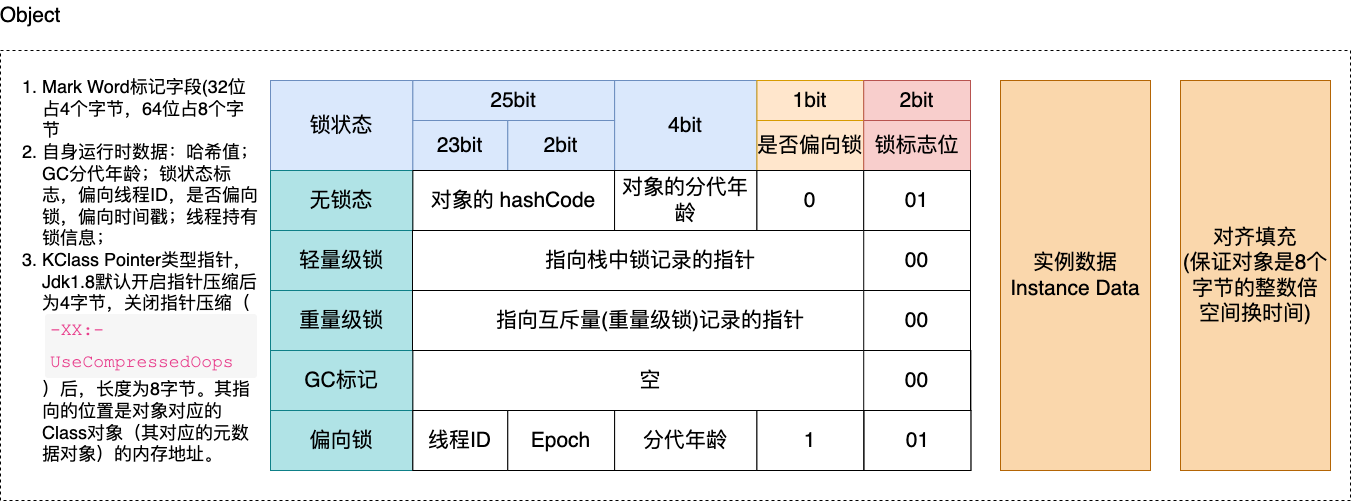 Object
1. Mark Word标记字段(32位
占4个字节，64位占8个字
节
2. 自身运行时数据：哈希值；
GC分代年龄；锁状态标
志，偏向线程ID，是否偏向
锁，偏向时间戳；线程持有
锁信息；
3. KClass Pointer类型指针，
Jdk1.8默认开启指针压缩后
为4字节，关闭指针压缩（
-XX:-
UseCompressedOops
）后，长度为8字节。其指
向的位置是对象对应的
Class对象（其对应的元数
据对象）的内存地址。
锁状态
25bit
23bit
2bit
4bit
1bit
是否偏向锁
2bit
锁标志位
无锁态
对象的 hashCode
对象的分代年
龄
0
01
轻量级锁
指向栈中锁记录的指针
00
重量级锁
指向互斥量(重量级锁)记录的指针
00
GC标记
空
00
偏向锁
线程ID
Epoch
分代年龄
1
01
实例数据
Instance Data
对齐填充
(保证对象是8个
字节的整数倍
空间换时间)